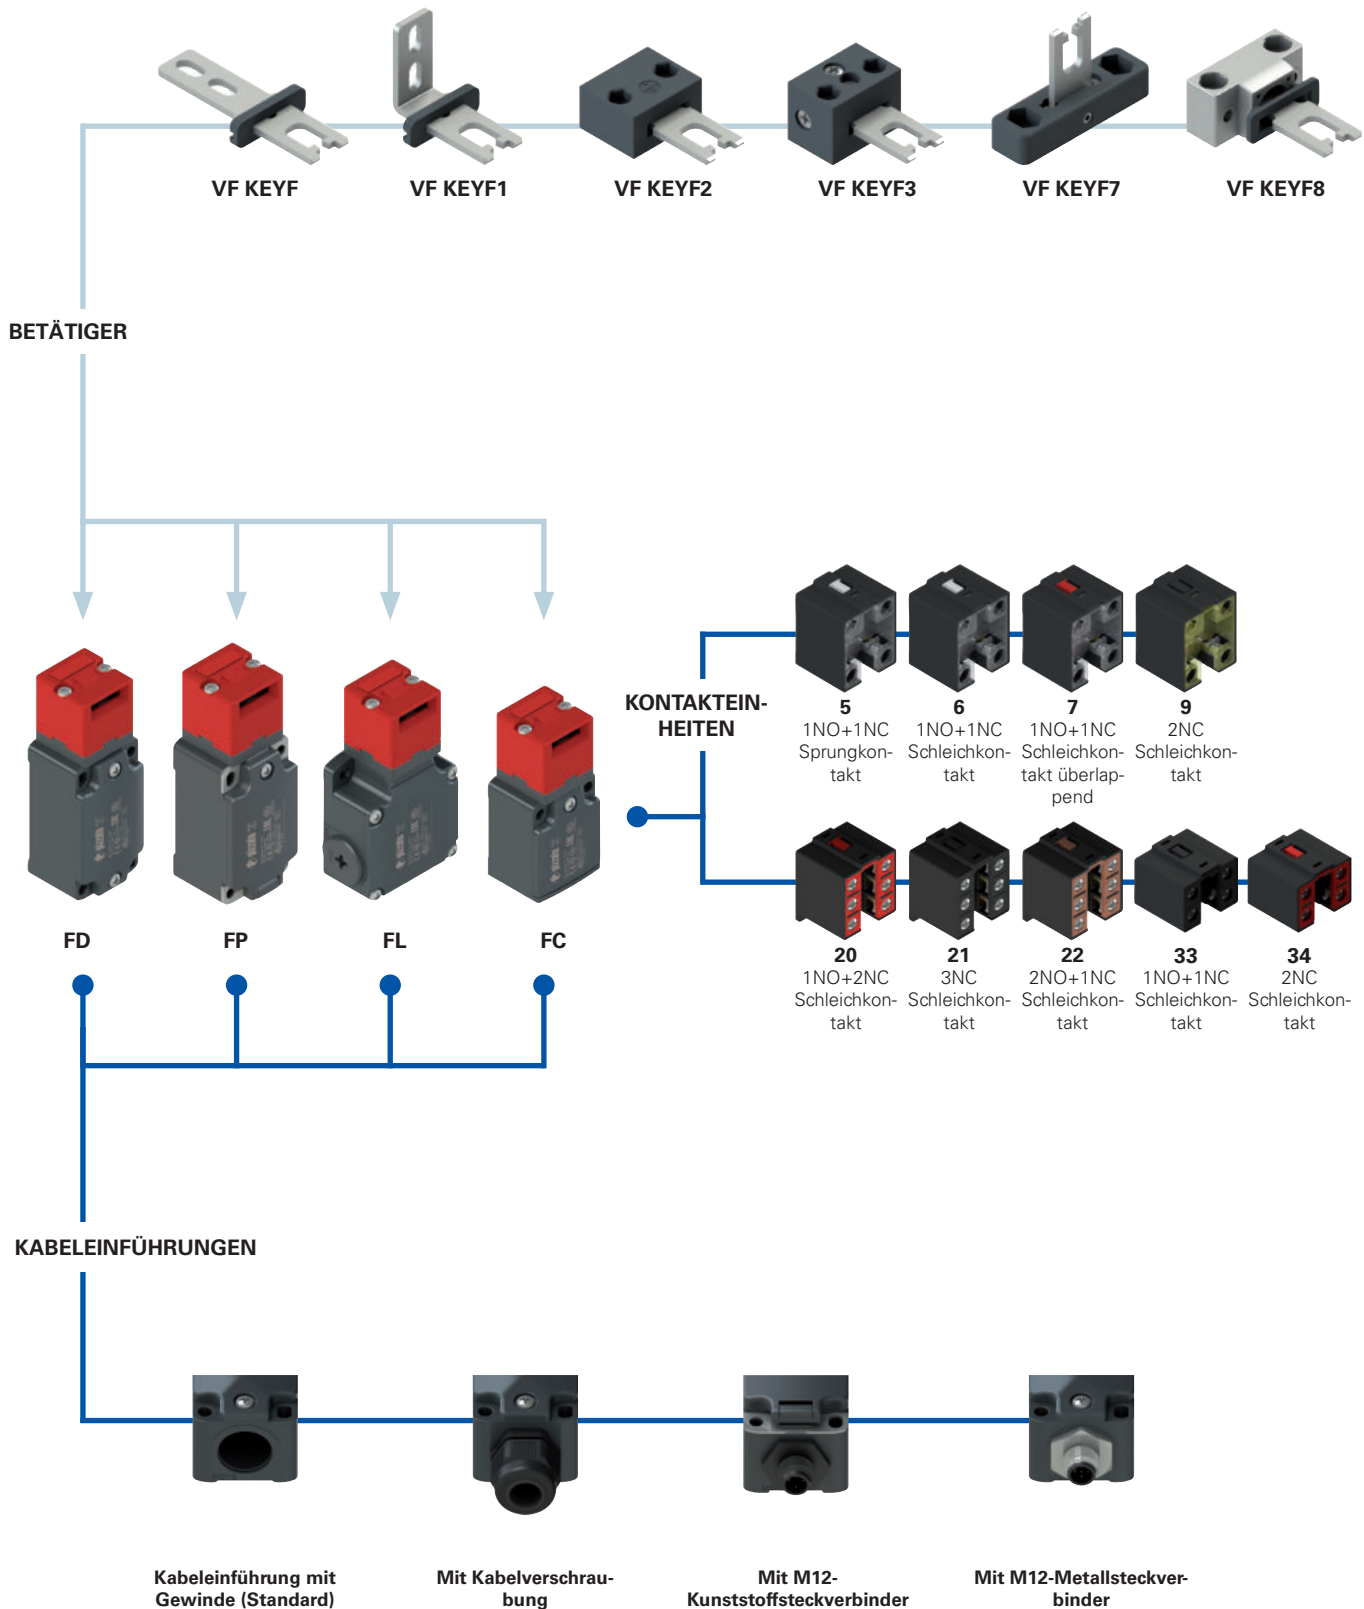 VF KEYF
VF KEYF1
VF KEYF2
VF KEYF3
VF KEYF7
VF KEYF8
BETÄTIGER
KONTAKTEIN-
HEITEN
5
1NO+1NC
Sprungkon-
takt
6
1NO+1NC
Schleichkon-
takt
7
1NO+1NC
Schleichkon-
takt überlap-
pend
9
2NC
Schleichkon-
takt
20
1NO+2NC
Schleichkon-
takt
21
3NC
Schleichkon-
takt
22
2NO+1NC
Schleichkon-
takt
33
1NO+1NC
Schleichkon-
takt
34
2NC
Schleichkon-
takt
FD
FP
FL
FC
KABELEINFÜHRUNGEN
Kabeleinführung mit
Gewinde (Standard)
Mit Kabelverschrau-
bung
Mit M12-
Kunststoffsteckverbinder
Mit M12-Metallsteckver-
binder